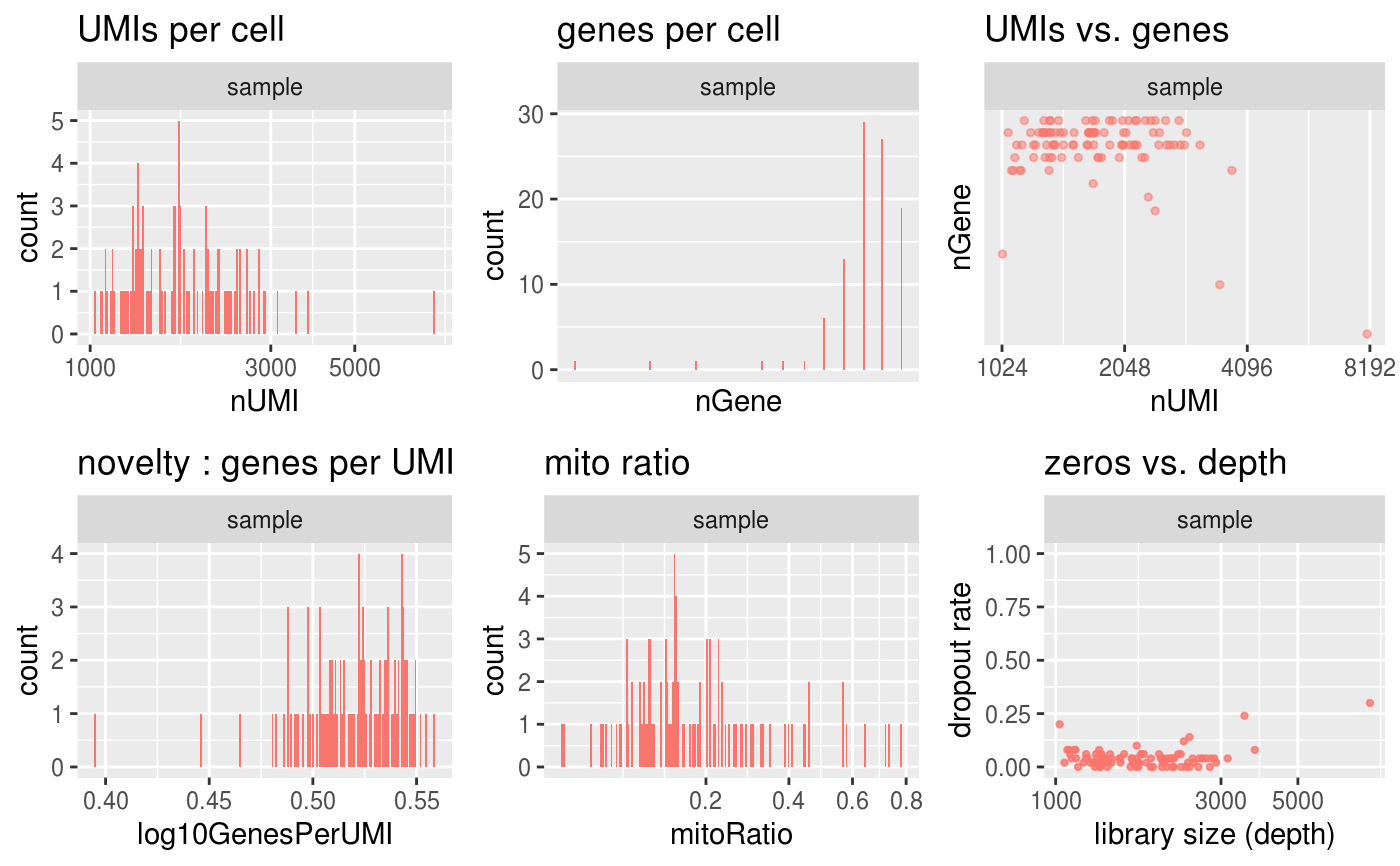 UMIs per cell
sample
5
4
3
2
1
0
count
1000 3000 5000
nUMI
genes per cell
sample
30
20
10
0
count
nGene
UMIs vs. genes
sample
nGene
1024 2048 4096 8192
nUMI
novelty : genes per UMI
sample
4
3
2
1
0
count
0.40 0.45 0.50 0.55
log10GenesPerUMI
mito ratio
sample
5
4
3
2
1
0
count
0.2 0.4 0.6 0.8
mitoRatio
zeros vs. depth
sample
1.00
0.75
0.50
0.25
0.00
dropout rate
1000 3000 5000
library size (depth)